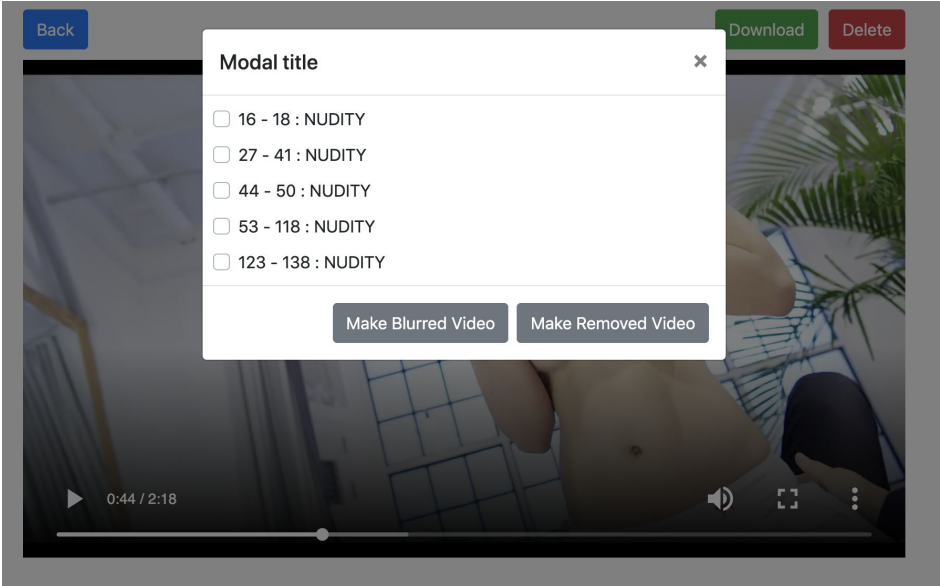 Back
Download
Delete
Modal title
×
16 - 18 : NUDITY
27 - 41 : NUDITY
44 - 50 : NUDITY
53 - 118 : NUDITY
123 - 138 : NUDITY
Make Blurred Video
Make Removed Video
0:44 / 2:18